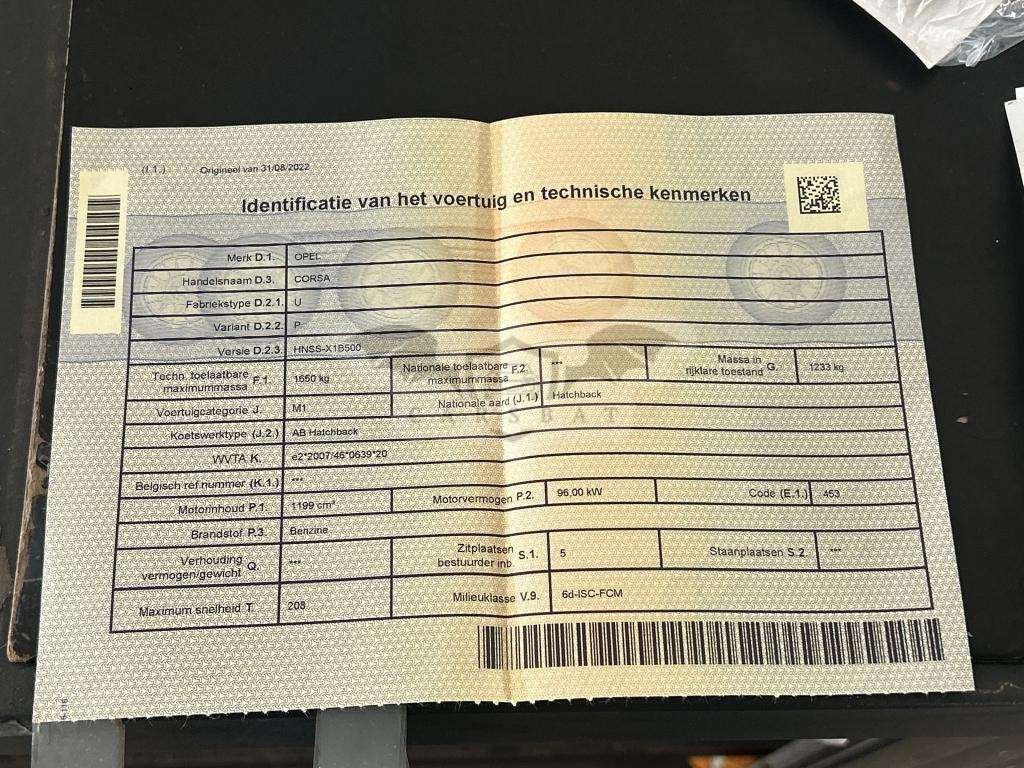 (I.1.) Origineel van 31/08/2022
Identificatie van het voertuig en technische kenmerken
Merk D.1. OPEL
Handelsnaam D.3. CORSA
Fabriekstype D.2.1. U
Variant D.2.2. P
Versie D.2.3. HNSS-X1B500
Techn. toelaatbare maximummassa F.1. 1650 kg Nationale toelaatbare maximummassa F.2. *** Massa in rijklare toestand G. 1233 kg
Voertuigcategorie J. M1 Nationale aard (J.1.) Hatchback
CARSBAT
Koetswerktype (J.2.) AB Hatchback
WVTA K. e2*2007/46*0639*20
Belgisch ref.nummer (K.1.) ***
Motorinhoud P.1. 1199 cm³ Motorvermogen P.2. 96,00 kW Code (E.1.) 453
Brandstof P.3. Benzine
Verhouding vermogen/gewicht Q. *** Zitplaatsen bestuurder inb. S.1. 5 Staanplaatsen S.2. ***
Maximum snelheid T. 208 Milieuklasse V.9. 6d-ISC-FCM